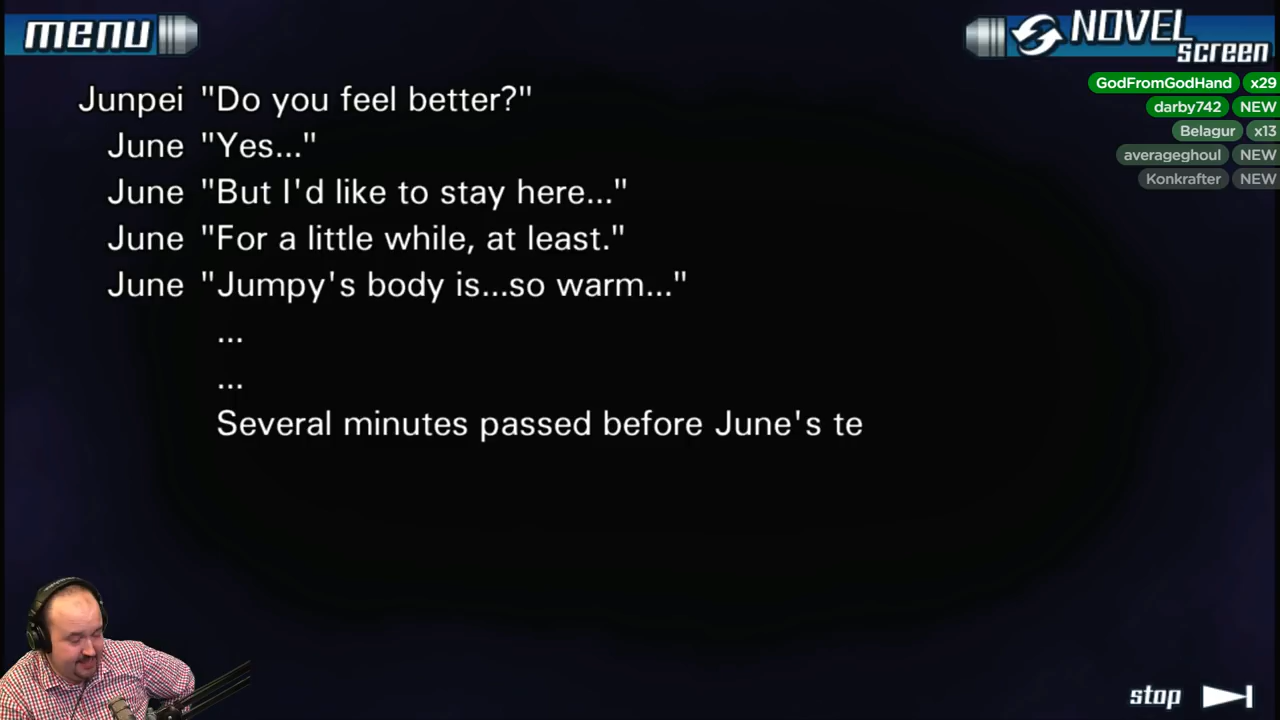 menu
NOVEL
screen
GodFromGodHand x29
darby742 NEW
Belagur x13
averageghoul NEW
Konkrafter NEW
Junpei "Do you feel better?"
June "Yes..."
June "But I'd like to stay here..."
June "For a little while, at least."
June "Jumpy's body is...so warm..."
...
...
Several minutes passed before June's te
stop